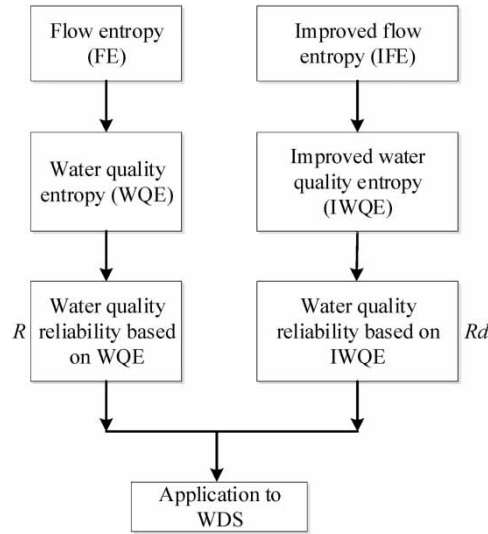 Flow entropy
(FE)
Improved flow
entropy (IFE)
Water quality
entropy (WQE)
Improved water
quality entropy
(IWQE)
R
Water quality
reliability based
on WQE
Water quality
reliability based on
IWQE
Rd
Application to
WDS